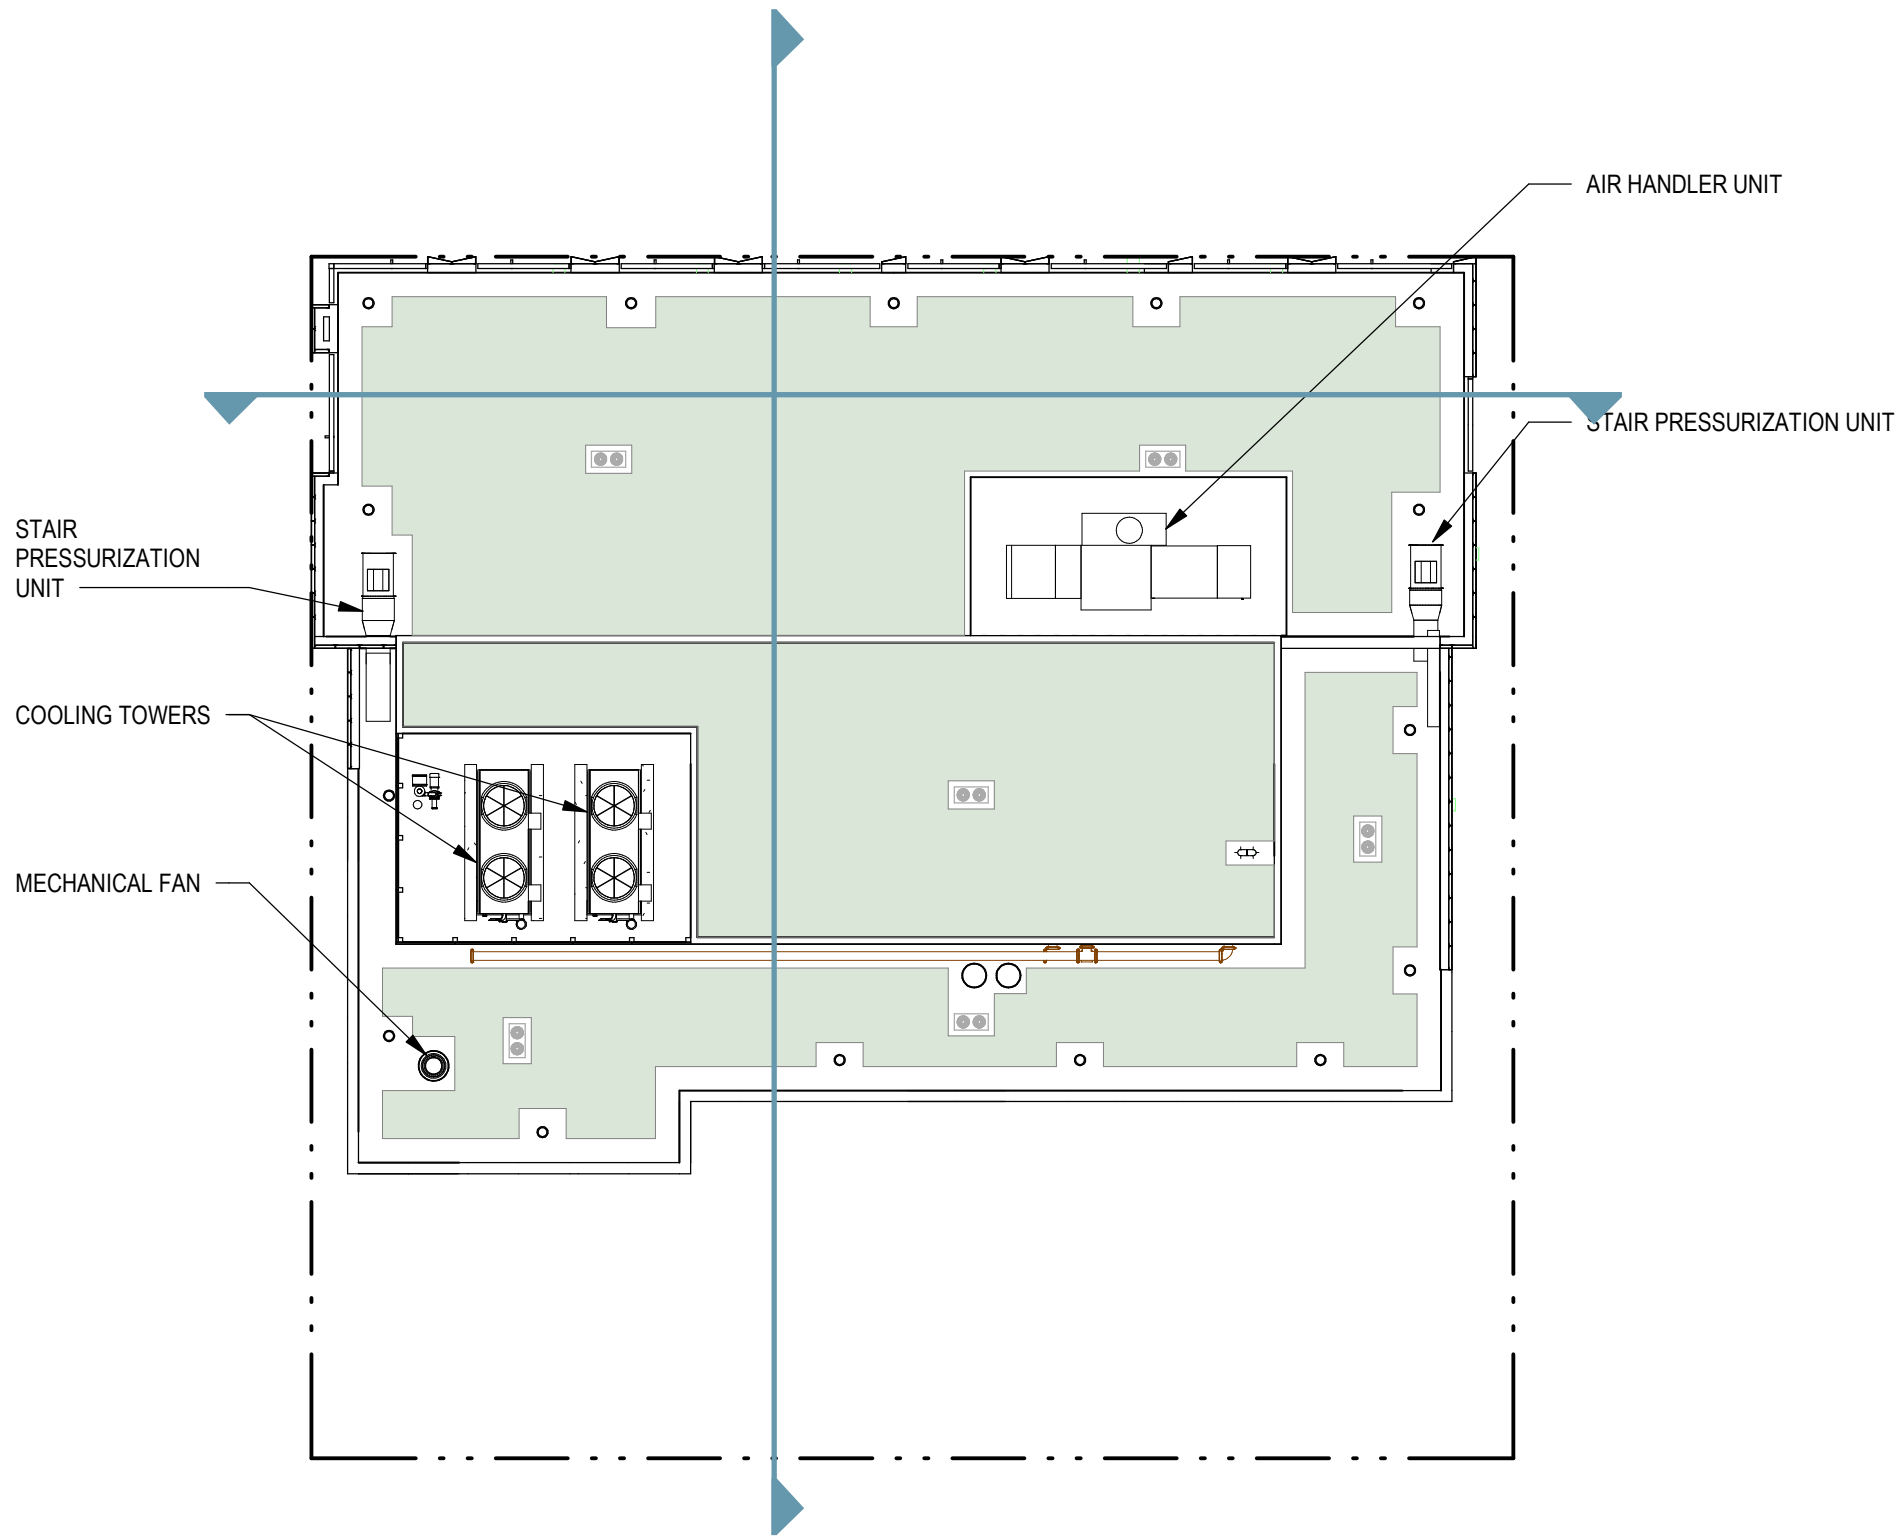 AIR HANDLER UNIT
STAIR PRESSURIZATION UNIT
STAIR
PRESSURIZATION
UNIT
COOLING TOWERS
MECHANICAL FAN